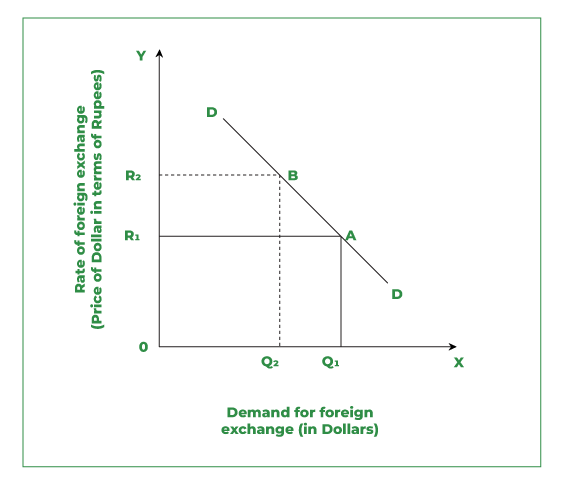 Y
Rate of foreign exchange
(Price of Dollar in terms of Rupees)
D
R₂
B
R₁
A
D
0
Q₂
Q₁
X
Demand for foreign
exchange (in Dollars)